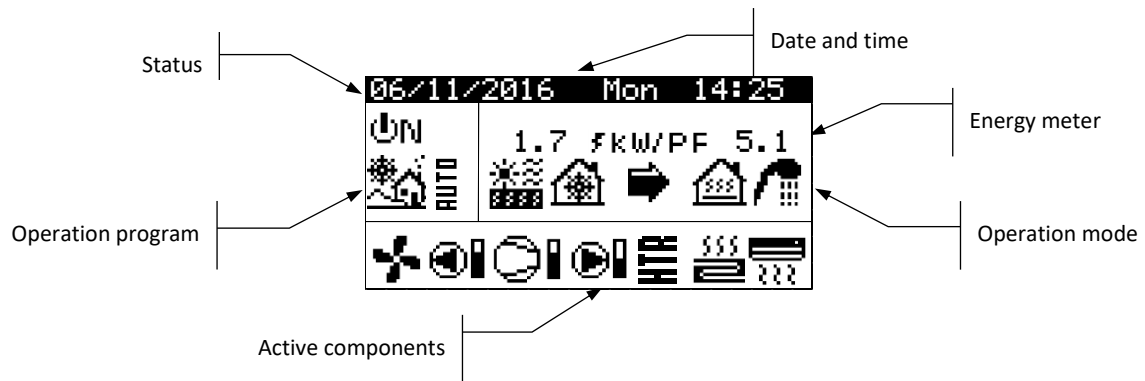 Date and time
Status
06/11/2016 Mon 14:25
ON
1.7 kW/PF 5.1
Energy meter
AUTO
Operation program
Operation mode
HTR
Active components